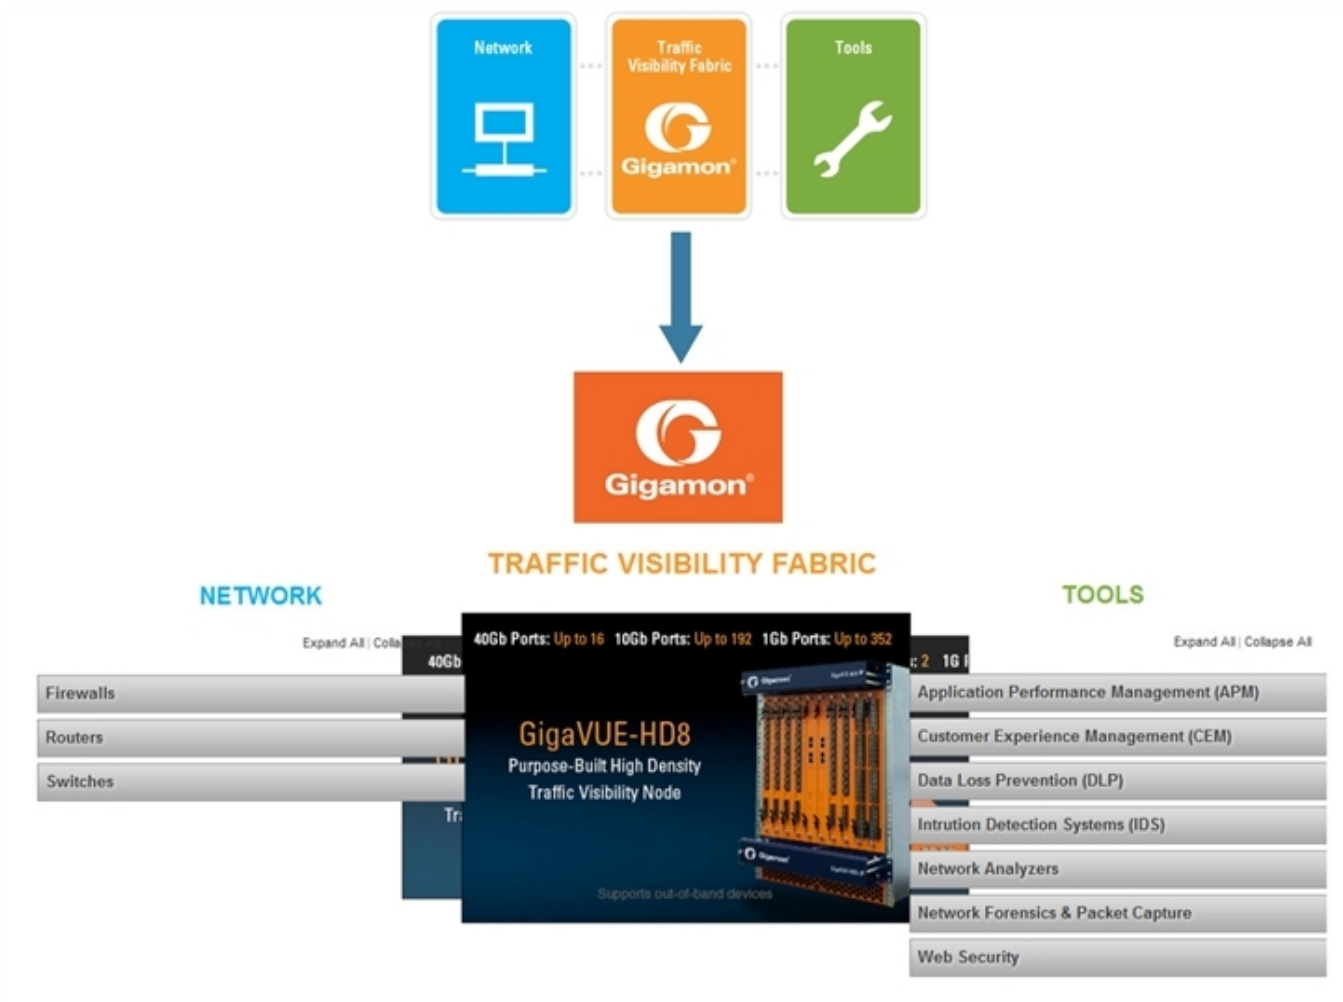 Network
Traffic
Visibility Fabric
Gigamon®
Tools
Gigamon®
TRAFFIC VISIBILITY FABRIC
NETWORK
TOOLS
Expand All | Colla
Expand All | Collapse All
40Gb Ports: Up to 16 10Gb Ports: Up to 192 1Gb Ports: Up to 352
40Gb
: 2 1G
Firewalls
Routers
Switches
GigaVUE-HD8
Purpose-Built High Density
Traffic Visibility Node
Gigamon
Gigamon
Supports out-of-band devices
Application Performance Management (APM)
Customer Experience Management (CEM)
Data Loss Prevention (DLP)
Intrution Detection Systems (IDS)
Network Analyzers
Network Forensics & Packet Capture
Web Security